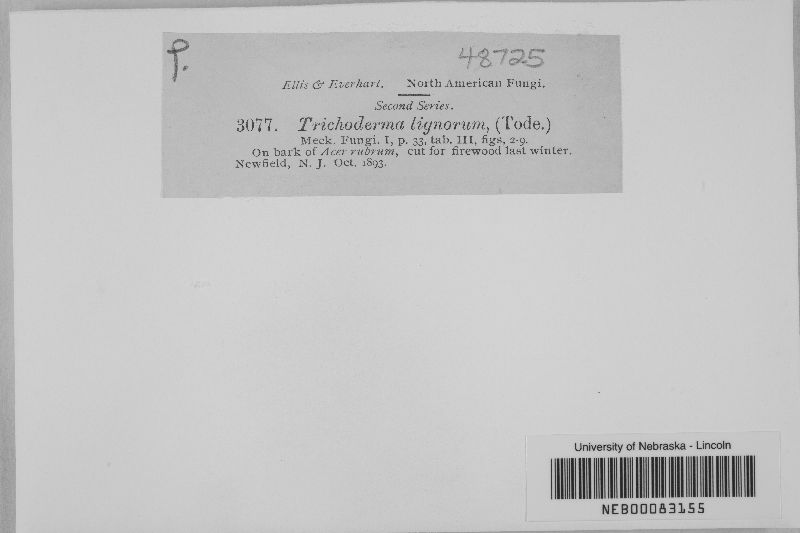 P.
48725
Ellis & Everhart. North American Fungi.
Second Series.
3077. Trichoderma lignorum, (Tode.)
Meck. Fungi. I, p. 33, tab. III, figs, 2-9.
On bark of Acer rubrum, cut for firewood last winter.
Newfield, N. J. Oct. 1893.
University of Nebraska - Lincoln
NEB00083155